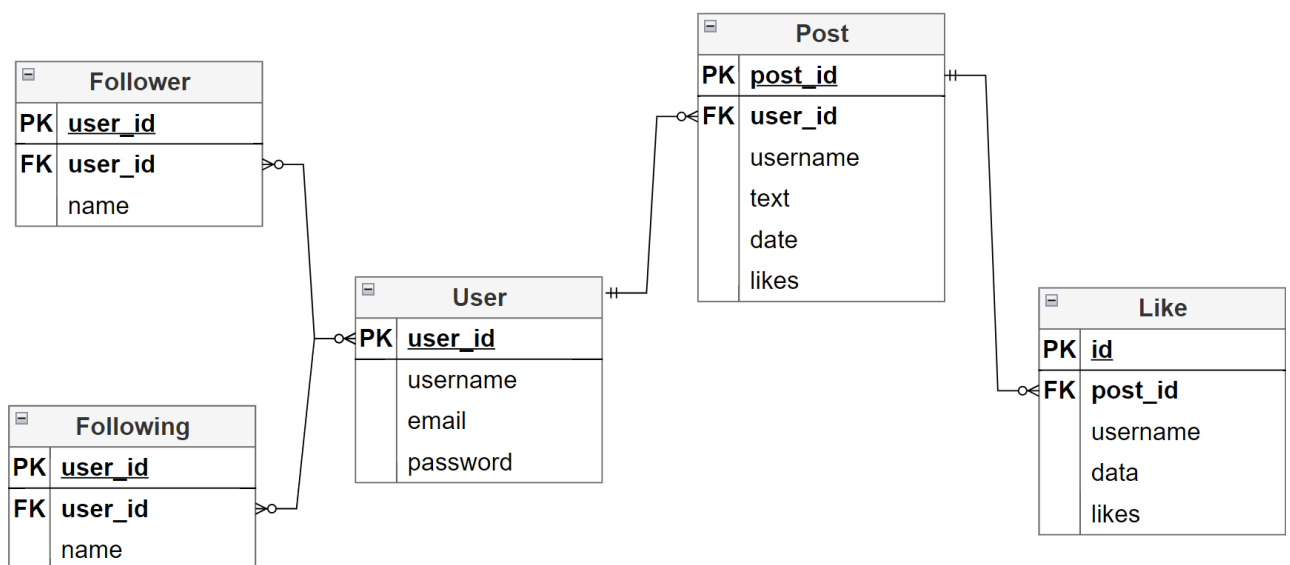 Follower
PK user_id
FK user_id
name
Following
PK user_id
FK user_id
name
User
PK user_id
username
email
password
Post
PK post_id
FK user_id
username
text
date
likes
Like
PK id
FK post_id
username
data
likes